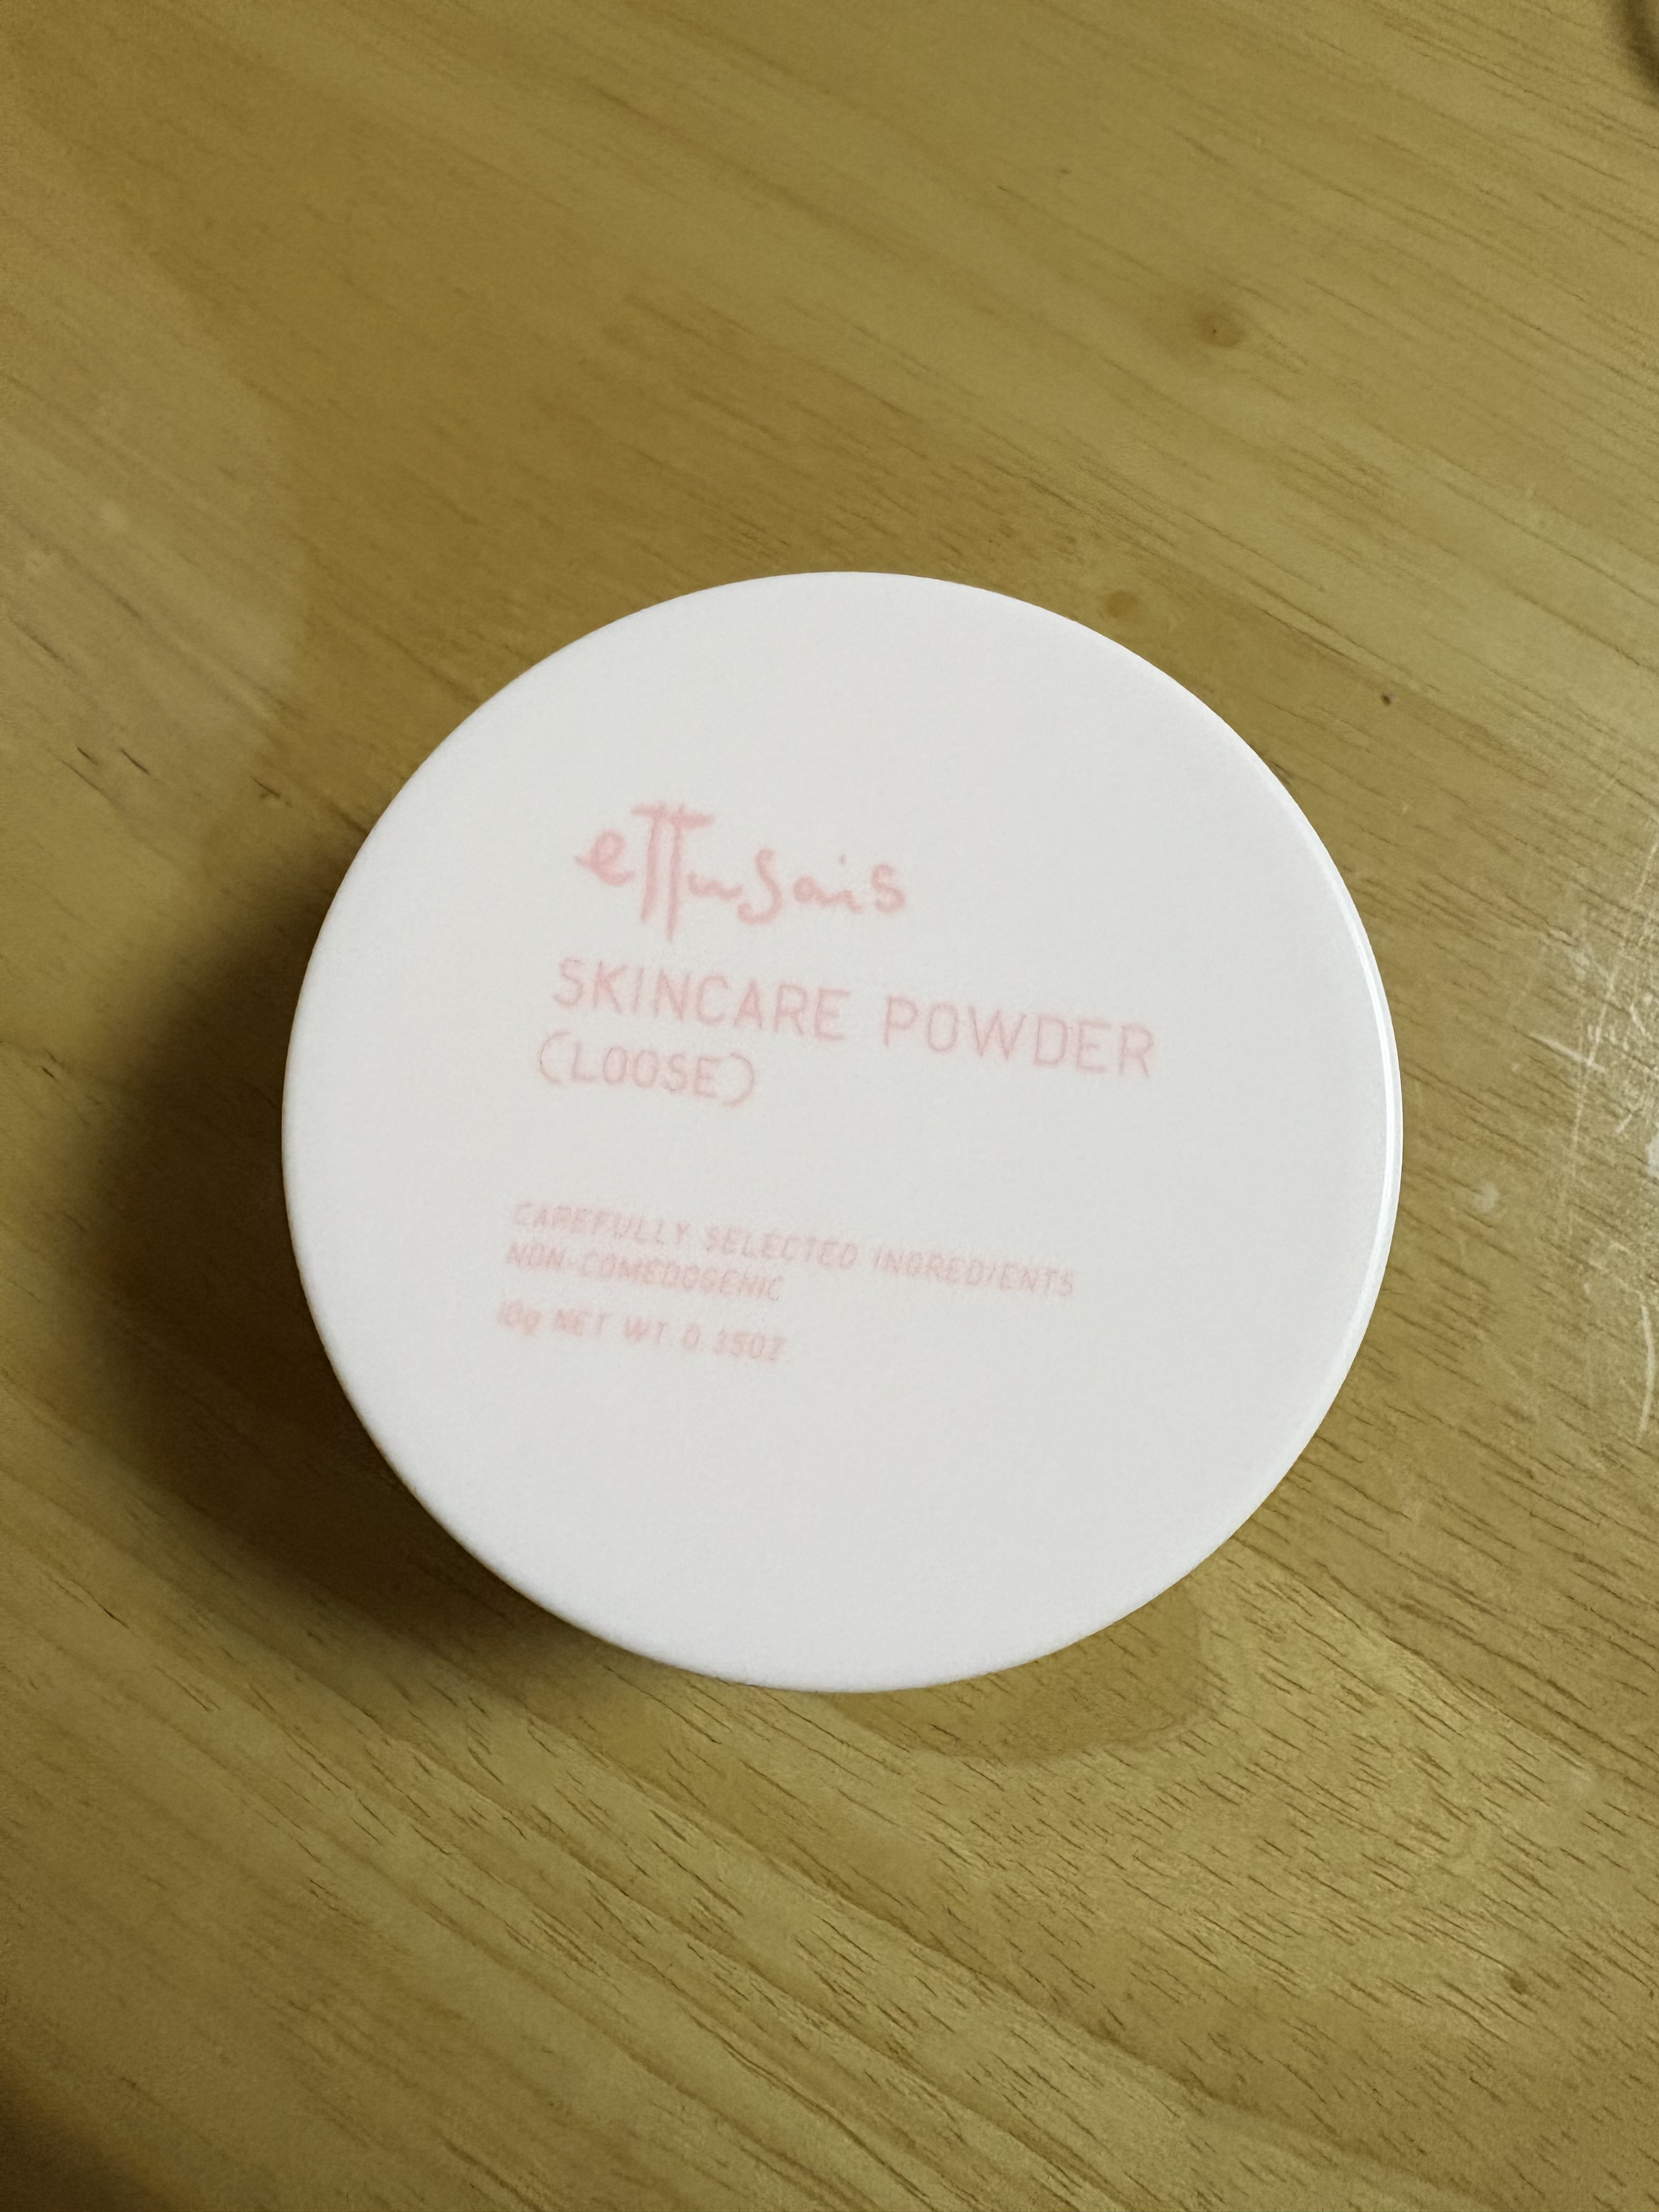 ettusais
SKINCARE POWDER
(LOOSE)
CAREFULLY SELECTED INGREDIENTS
NON-COMEDOGENIC
10g NET WT. 0.35OZ.